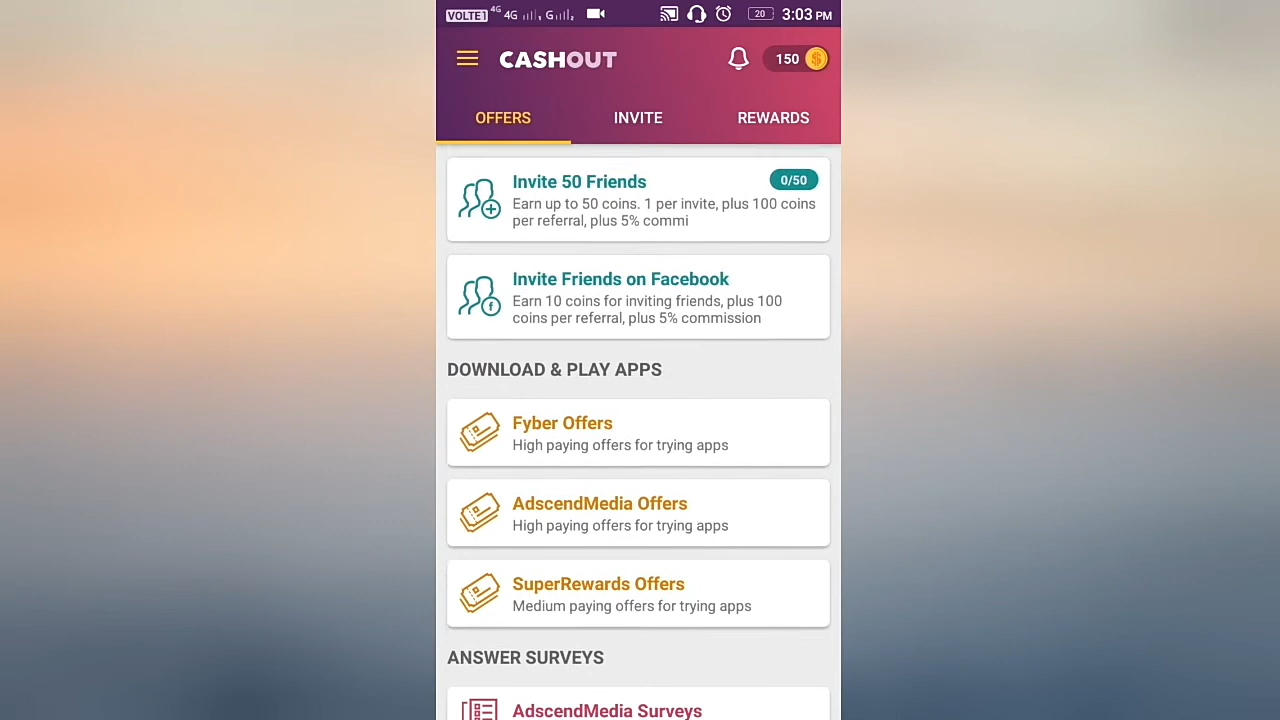 VOLTE1 4G 4G G 20 3:03 PM
CASHOUT 150
OFFERS INVITE REWARDS
Invite 50 Friends 0/50
Earn up to 50 coins. 1 per invite, plus 100 coins
per referral, plus 5% commi
Invite Friends on Facebook
Earn 10 coins for inviting friends, plus 100
coins per referral, plus 5% commission
DOWNLOAD & PLAY APPS
Fyber Offers
High paying offers for trying apps
AdscendMedia Offers
High paying offers for trying apps
SuperRewards Offers
Medium paying offers for trying apps
ANSWER SURVEYS
AdscendMedia Surveys